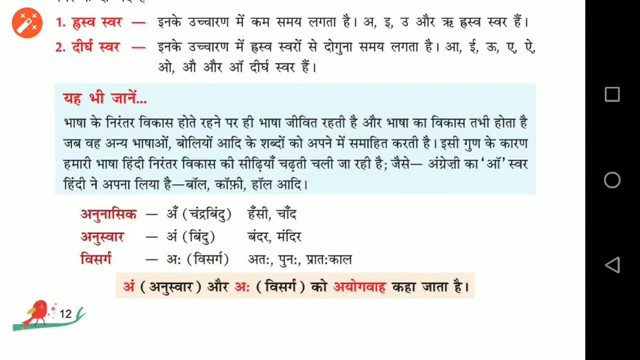 1. ह्रस्व स्वर — इनके उच्चारण में कम समय लगता है। अ, इ, उ और ऋ ह्रस्व स्वर हैं।
2. दीर्घ स्वर — इनके उच्चारण में ह्रस्व स्वरों से दोगुना समय लगता है। आ, ई, ऊ, ए, ऐ,
ओ, औ और ऑ दीर्घ स्वर हैं।
यह भी जानें...
भाषा के निरंतर विकास होते रहने पर ही भाषा जीवित रहती है और भाषा का विकास तभी होता है
जब वह अन्य भाषाओं, बोलियों आदि के शब्दों को अपने में समाहित करती है। इसी गुण के कारण
हमारी भाषा हिंदी निरंतर विकास की सीढ़ियाँ चढ़ती चली जा रही है; जैसे— अंग्रेज़ी का ‘ऑ’ स्वर
हिंदी ने अपना लिया है—बॉल, कॉफ़ी, हॉल आदि।
अनुनासिक — अँ (चंद्रबिंदु) हँसी, चाँद
अनुस्वार — अं (बिंदु) बंदर, मंदिर
विसर्ग — अः (विसर्ग) अतः, पुनः, प्रातःकाल
अं (अनुस्वार) और अः (विसर्ग) को अयोगवाह कहा जाता है।
12